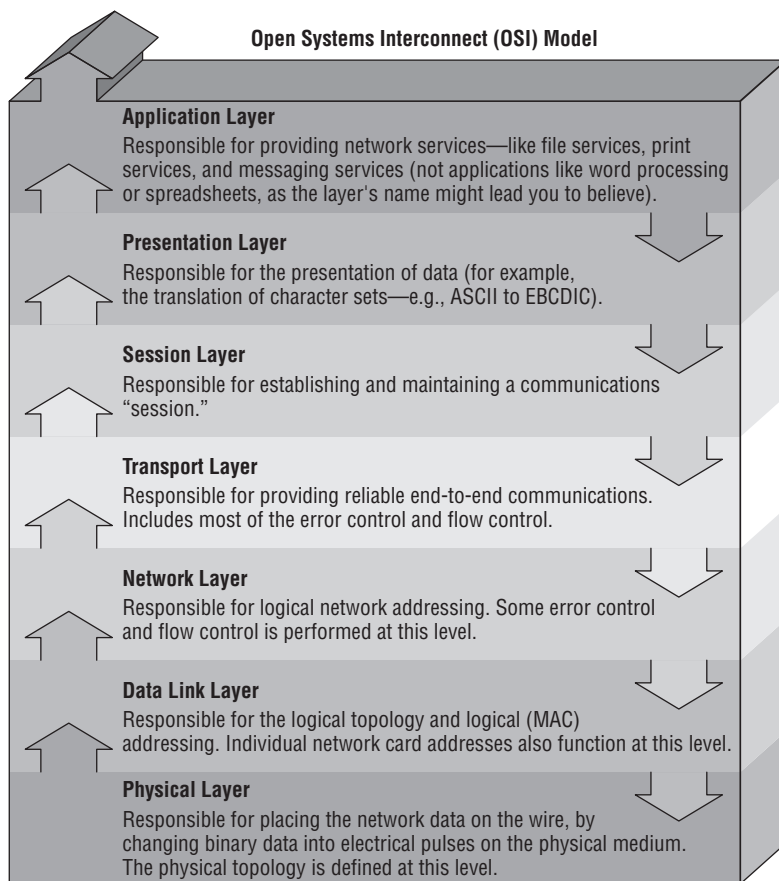 Open Systems Interconnect (OSI) Model
Application Layer
Responsible for providing network services—like file services, print
services, and messaging services (not applications like word processing
or spreadsheets, as the layer's name might lead you to believe).
Presentation Layer
Responsible for the presentation of data (for example,
the translation of character sets—e.g., ASCII to EBCDIC).
Session Layer
Responsible for establishing and maintaining a communications
“session.”
Transport Layer
Responsible for providing reliable end-to-end communications.
Includes most of the error control and flow control.
Network Layer
Responsible for logical network addressing. Some error control
and flow control is performed at this level.
Data Link Layer
Responsible for the logical topology and logical (MAC)
addressing. Individual network card addresses also function at this level.
Physical Layer
Responsible for placing the network data on the wire, by
changing binary data into electrical pulses on the physical medium.
The physical topology is defined at this level.